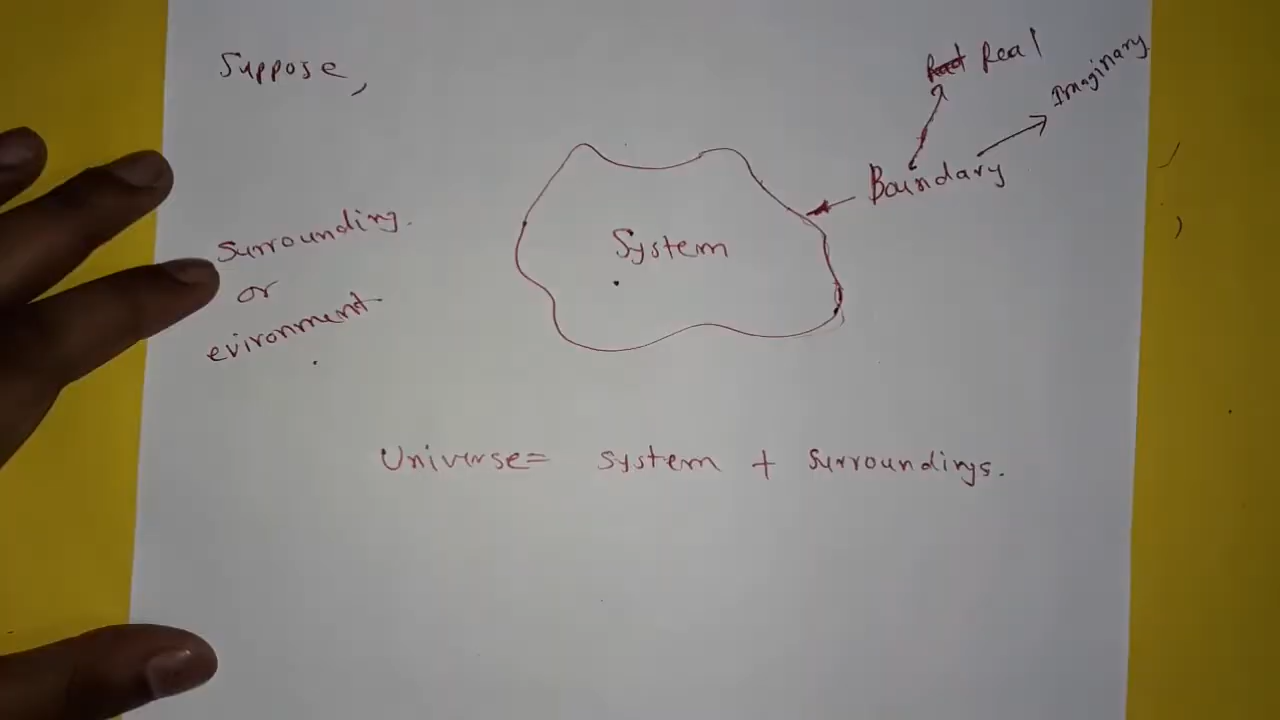 Suppose,
Real
Imaginary
Boundary
System
Surrounding.
or
evironment
Universe = system + surroundings.